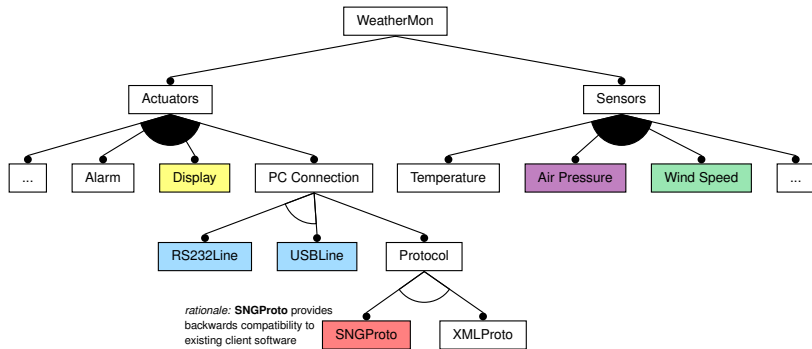 WeatherMon
Actuators
Sensors
...
Alarm
Display
PC Connection
Temperature
Air Pressure
Wind Speed
...
RS232Line
USBLine
Protocol
rationale: SNGProto provides
backwards compatibility to
existing client software
SNGProto
XMLProto